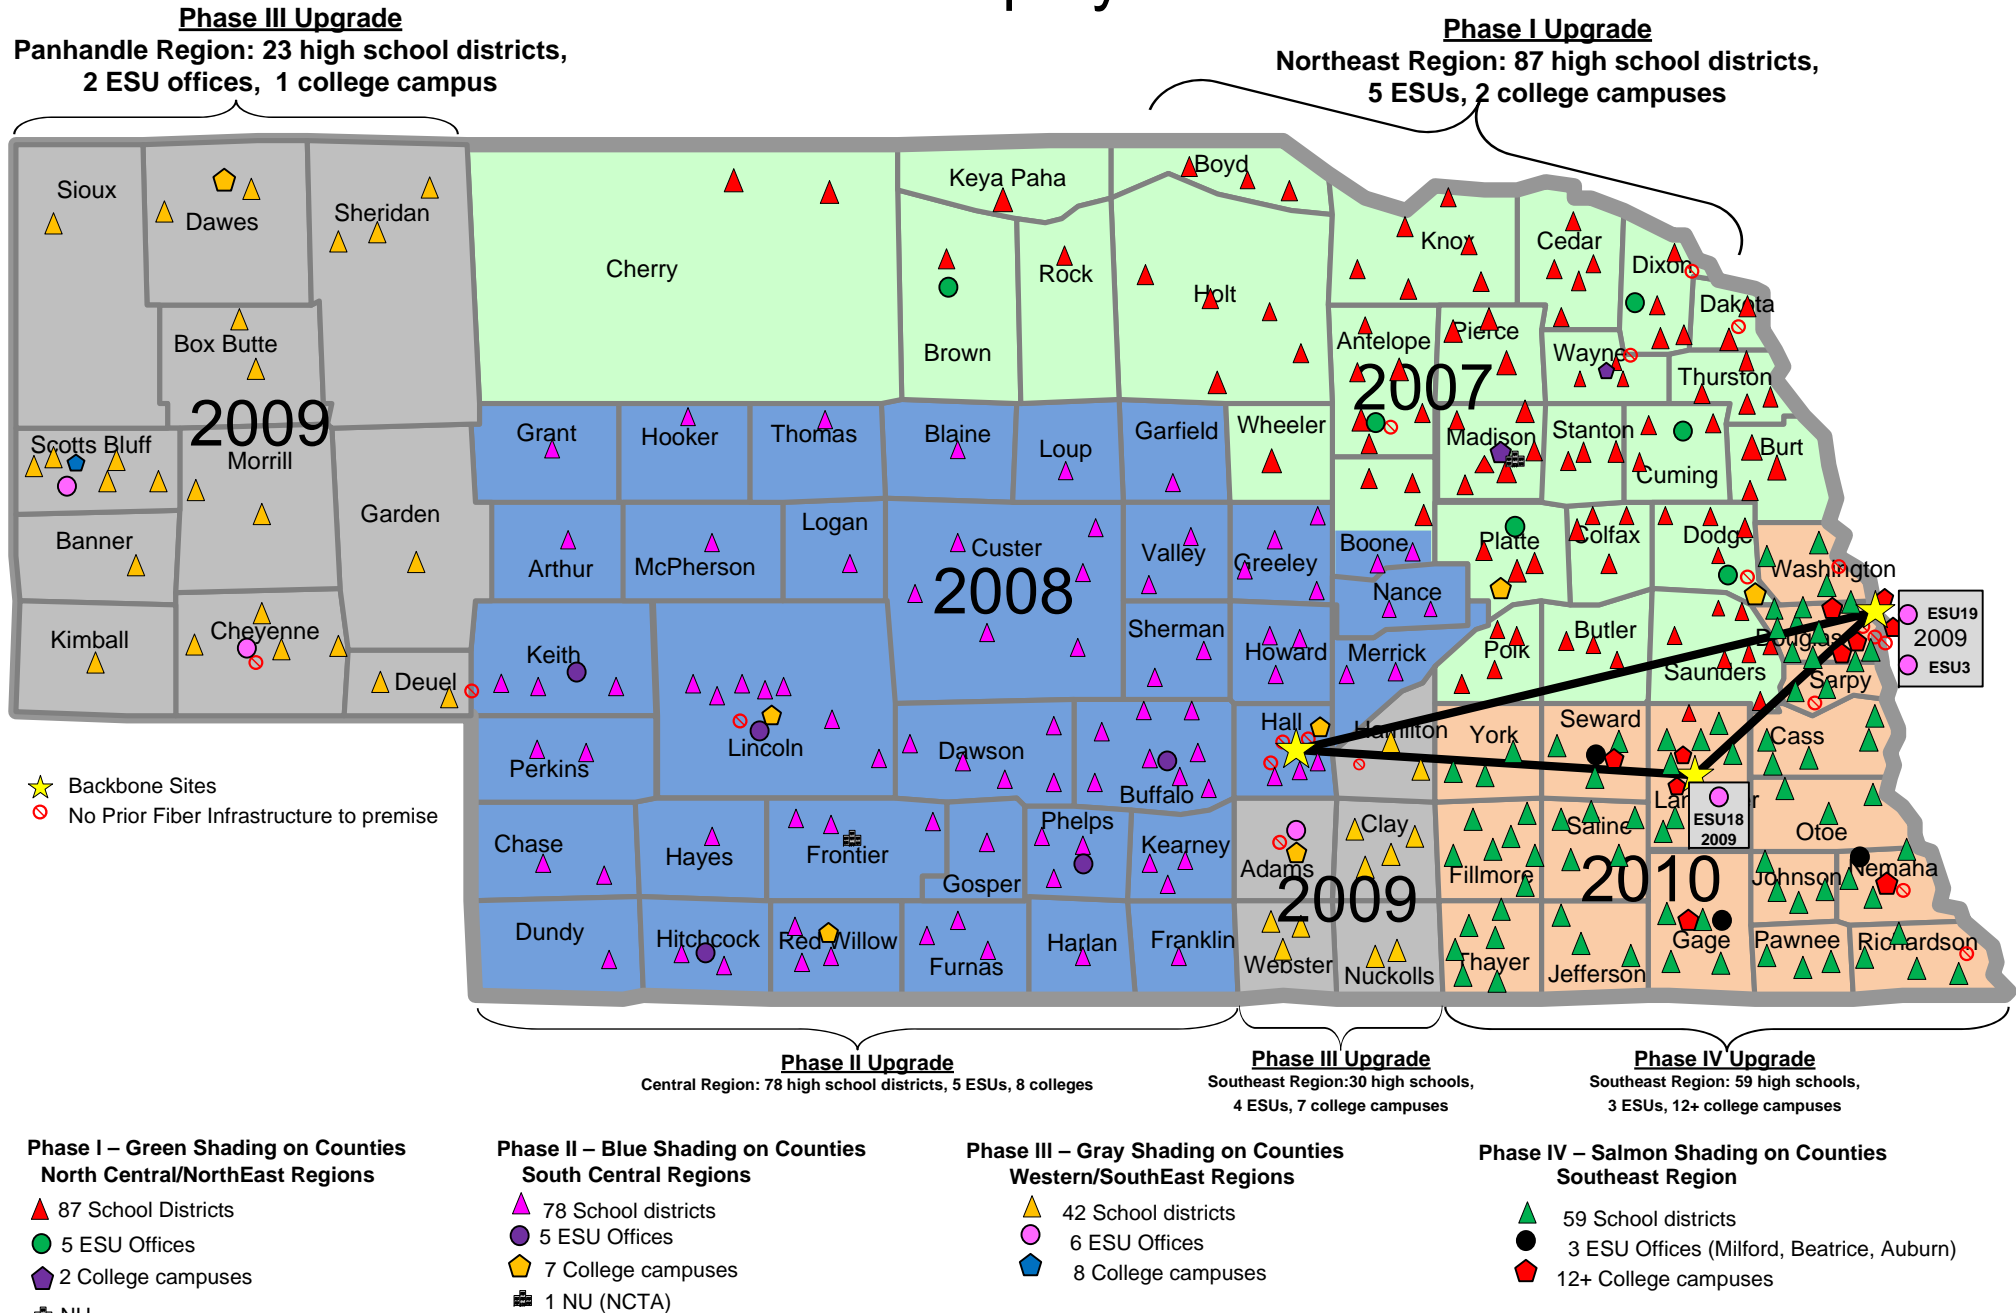 Phase III Upgrade
Panhandle Region: 23 high school districts,
2 ESU offices, 1 college campus
Phase I Upgrade
Northeast Region: 87 high school districts,
5 ESUs, 2 college campuses
Sioux
Dawes
Sheridan
Cherry
Keya Paha
Boyd
Brown
Rock
Holt
Knox
Cedar
Dixon
Dakota
Box Butte
Antelope
Pierce
Wayne
Thurston
2009
2007
Scotts Bluff
Morrill
Garden
Grant
Hooker
Thomas
Blaine
Loup
Garfield
Wheeler
Madison
Stanton
Cuming
Burt
Banner
Arthur
McPherson
Logan
Custer
2008
Valley
Greeley
Boone
Nance
Platte
Colfax
Dodge
Washington
Kimball
Cheyenne
Deuel
Keith
Lincoln
Sherman
Howard
Merrick
Polk
Butler
Saunders
Douglas
Sarpy
ESU19
2009
ESU3
Perkins
Dawson
Buffalo
Hall
Hamilton
York
Seward
Cass
Backbone Sites
No Prior Fiber Infrastructure to premise
Chase
Hayes
Frontier
Gosper
Phelps
Kearney
Adams
Clay
Fillmore
Saline
ESU18
2009
Otoe
2009
2010
Johnson
Nemaha
Dundy
Hitchcock
Red Willow
Furnas
Harlan
Franklin
Webster
Nuckolls
Thayer
Jefferson
Gage
Pawnee
Richardson
Phase II Upgrade
Central Region: 78 high school districts, 5 ESUs, 8 colleges
Phase III Upgrade
Southeast Region:30 high schools,
4 ESUs, 7 college campuses
Phase IV Upgrade
Southeast Region: 59 high schools,
3 ESUs, 12+ college campuses
Phase I – Green Shading on Counties
North Central/NorthEast Regions
87 School Districts
5 ESU Offices
2 College campuses
Phase II – Blue Shading on Counties
South Central Regions
78 School districts
5 ESU Offices
7 College campuses
1 NU (NCTA)
Phase III – Gray Shading on Counties
Western/SouthEast Regions
42 School districts
6 ESU Offices
8 College campuses
Phase IV – Salmon Shading on Counties
Southeast Region
59 School districts
3 ESU Offices (Milford, Beatrice, Auburn)
12+ College campuses